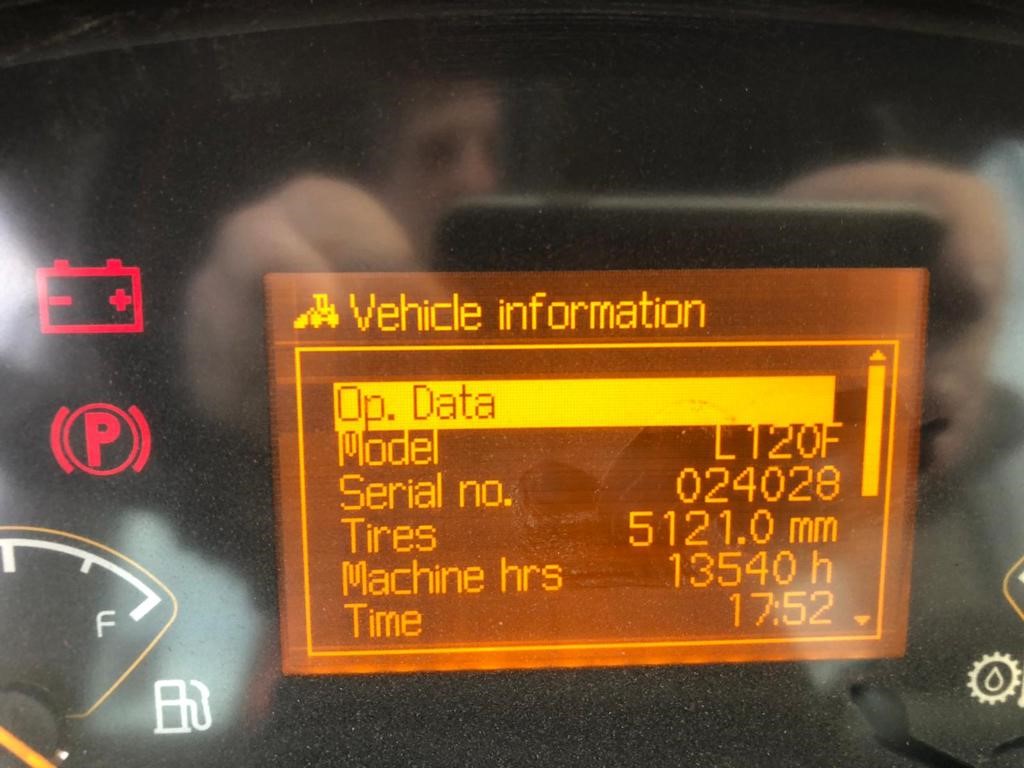 Vehicle information
Op. Data
Model L120F
Serial no. 024028
Tires 5121.0 mm
Machine hrs 13540 h
Time 17:52
P
F